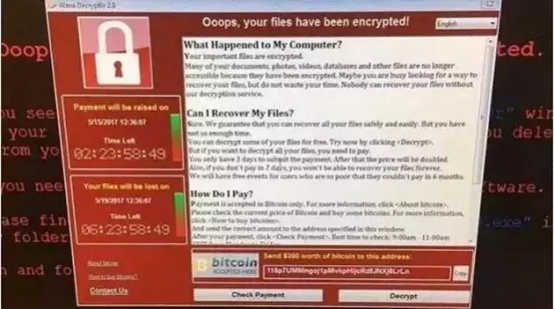 Wana Decrypt0r 2.0
Ooops, your files have been encrypted!
English
What Happened to My Computer?
Your important files are encrypted.
Many of your documents, photos, videos, databases and other files are no longer
accessible because they have been encrypted. Maybe you are busy looking for a way to
recover your files, but do not waste your time. Nobody can recover your files without
our decryption service.
Can I Recover My Files?
Sure. We guarantee that you can recover all your files safely and easily. But you have
not so enough time.
You can decrypt some of your files for free. Try now by clicking <Decrypt>.
But if you want to decrypt all your files, you need to pay.
You only have 3 days to submit the payment. After that the price will be doubled.
Also, if you don't pay in 7 days, you won't be able to recover your files forever.
We will have free events for users who are so poor that they couldn't pay in 6 months.
How Do I Pay?
Payment is accepted in Bitcoin only. For more information, click <About bitcoin>.
Please check the current price of Bitcoin and buy some bitcoins. For more information,
click <How to buy bitcoins>.
And send the correct amount to the address specified in this window.
After your payment, click <Check Payment>. Best time to check: 9:00am - 11:00am
Payment will be raised on
5/15/2017 12:36:07
Time Left
02:23:58:49
Your files will be lost on
5/19/2017 12:36:07
Time Left
06:23:58:49
About bitcoin
How to buy bitcoins?
Contact Us
bitcoin
ACCEPTED HERE
Send $300 worth of bitcoin to this address:
Copy
Check Payment
Decrypt
Ooop
ted.
ou see
" win
your
u dele
rom yo
you nee
tware.
ase fin
.exe" i
folder
n and fo